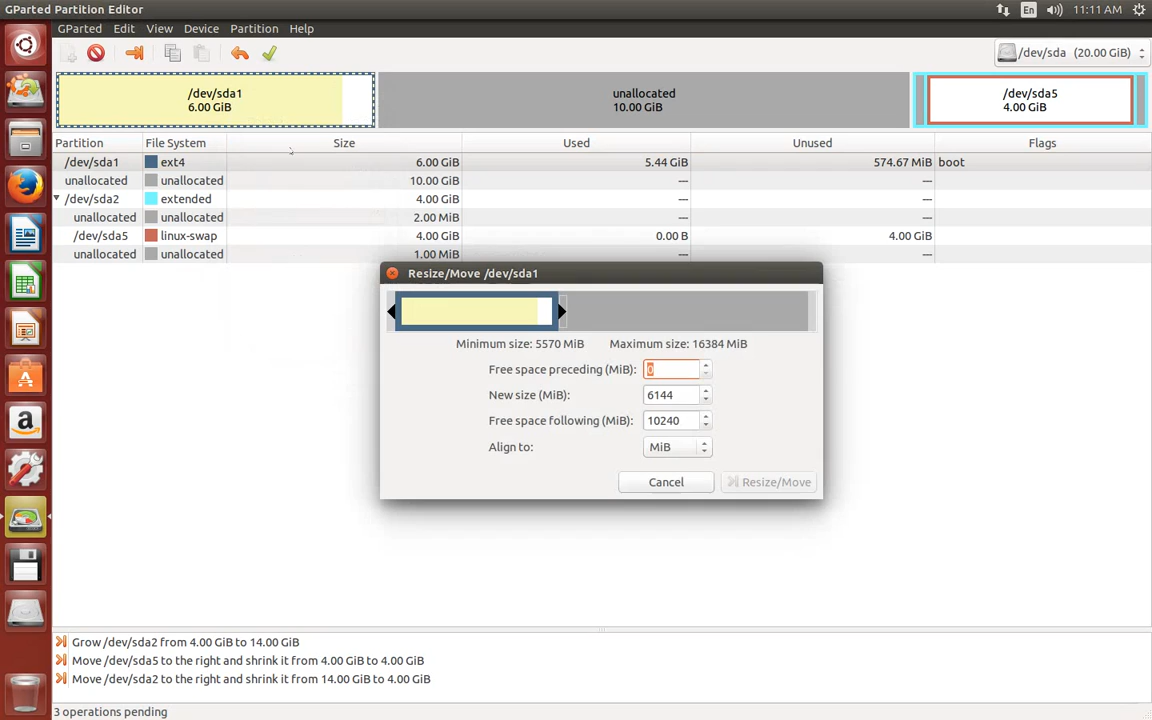 GParted Partition Editor
En
11:11 AM
GParted Edit View Device Partition Help
/dev/sda (20.00 GiB)
/dev/sda1
6.00 GiB
unallocated
10.00 GiB
/dev/sda5
4.00 GiB
Partition File System Size Used Unused Flags
/dev/sda1 ext4 6.00 GiB 5.44 GiB 574.67 MiB boot
unallocated unallocated 10.00 GiB — —
/dev/sda2 extended 4.00 GiB — —
unallocated unallocated 2.00 MiB — —
/dev/sda5 linux-swap 4.00 GiB 0.00 B 4.00 GiB
unallocated unallocated 1.00 MiB — —
Resize/Move /dev/sda1
Minimum size: 5570 MiB Maximum size: 16384 MiB
Free space preceding (MiB): 0
New size (MiB): 6144
Free space following (MiB): 10240
Align to: MiB
Cancel Resize/Move
Grow /dev/sda2 from 4.00 GiB to 14.00 GiB
Move /dev/sda5 to the right and shrink it from 4.00 GiB to 4.00 GiB
Move /dev/sda2 to the right and shrink it from 14.00 GiB to 4.00 GiB
3 operations pending